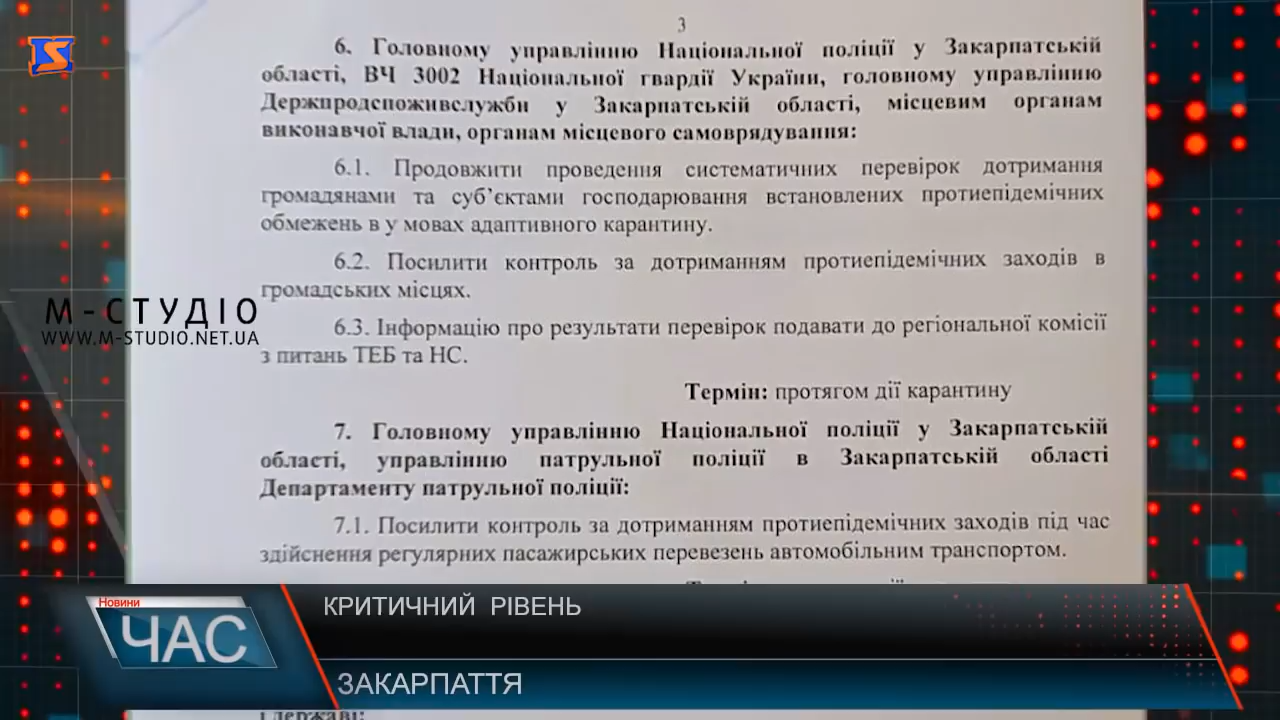 3
6. Головному управлінню Національної поліції у Закарпатській
області, ВЧ 3002 Національної гвардії України, головному управлінню
Держпродспоживслужби у Закарпатській області, місцевим органам
виконавчої влади, органам місцевого самоврядування:
6.1. Продовжити проведення систематичних перевірок дотримання
громадянами та суб’єктами господарювання встановлених протиепідемічних
обмежень в у мовах адаптивного карантину.
6.2. Посилити контроль за дотриманням протиепідемічних заходів в
громадських місцях.
6.3. Інформацію про результати перевірок подавати до регіональної комісії
з питань ТЕБ та НС.
Термін: протягом дії карантину
7. Головному управлінню Національної поліції у Закарпатській
області, управлінню патрульної поліції в Закарпатській області
Департаменту патрульної поліції:
7.1. Посилити контроль за дотриманням протиепідемічних заходів під час
здійснення регулярних пасажирських перевезень автомобільним транспортом.
М-СТУДІО
WWW.M-STUDIO.NET.UA
Новини
ЧАС
КРИТИЧНИЙ РІВЕНЬ
ЗАКАРПАТТЯ